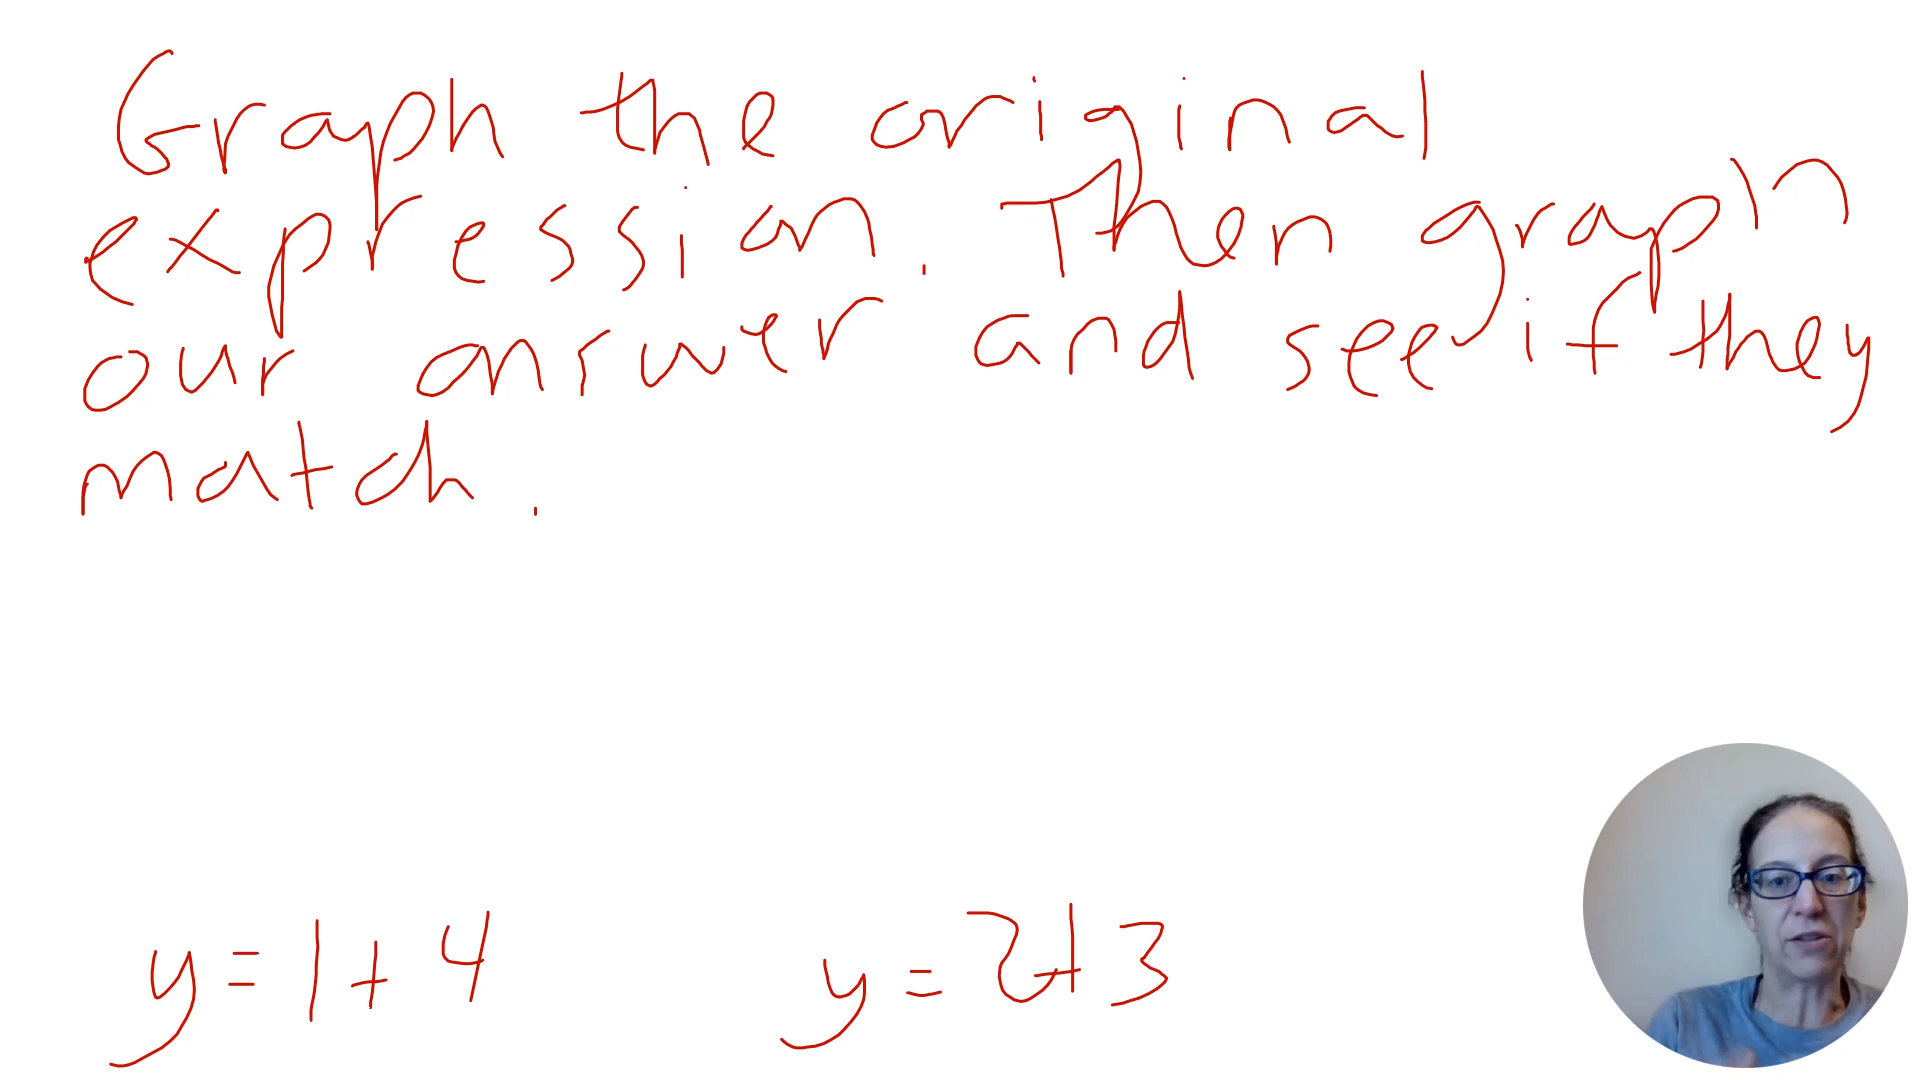 Graph the original
expression. Then graph
our answer and see if they
match.
y = 1 + 4
y = 2 + 3